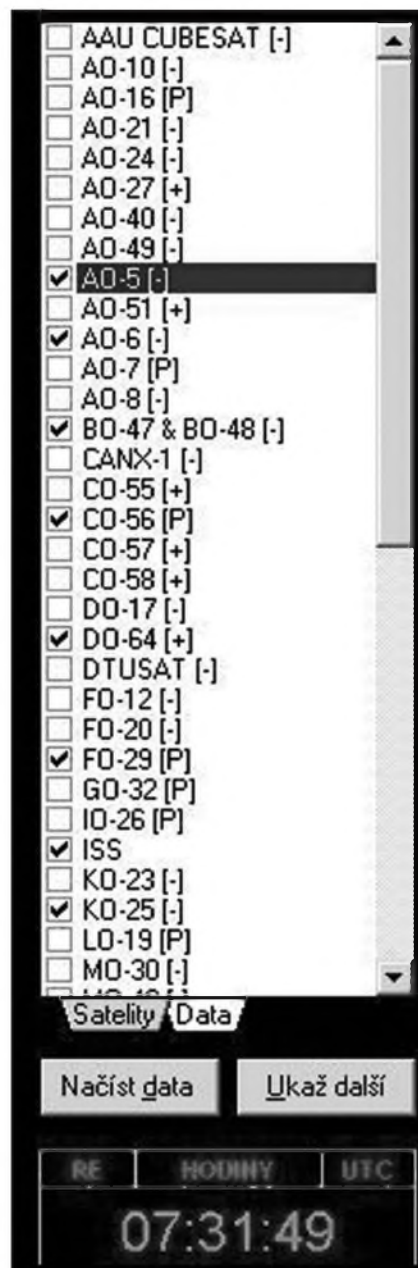 AAU CUBESAT [-]
AO-10 [-]
AO-16 [P]
AO-21 [-]
AO-24 [-]
AO-27 [+]
AO-40 [-]
AO-49 [-]
AO-5 [-]
AO-51 [+]
AO-6 [-]
AO-7 [P]
AO-8 [-]
BO-47 & BO-48 [-]
CANX-1 [-]
CO-55 [+]
CO-56 [P]
CO-57 [+]
CO-58 [+]
DO-17 [-]
DO-64 [+]
DTUSAT [-]
FO-12 [-]
FO-20 [-]
FO-29 [P]
GO-32 [P]
IO-26 [P]
ISS
KO-23 [-]
KO-25 [-]
LO-19 [P]
MO-30 [-]
Satelity Data
Načíst data Ukaž další
RE HODINY UTC
07:31:49